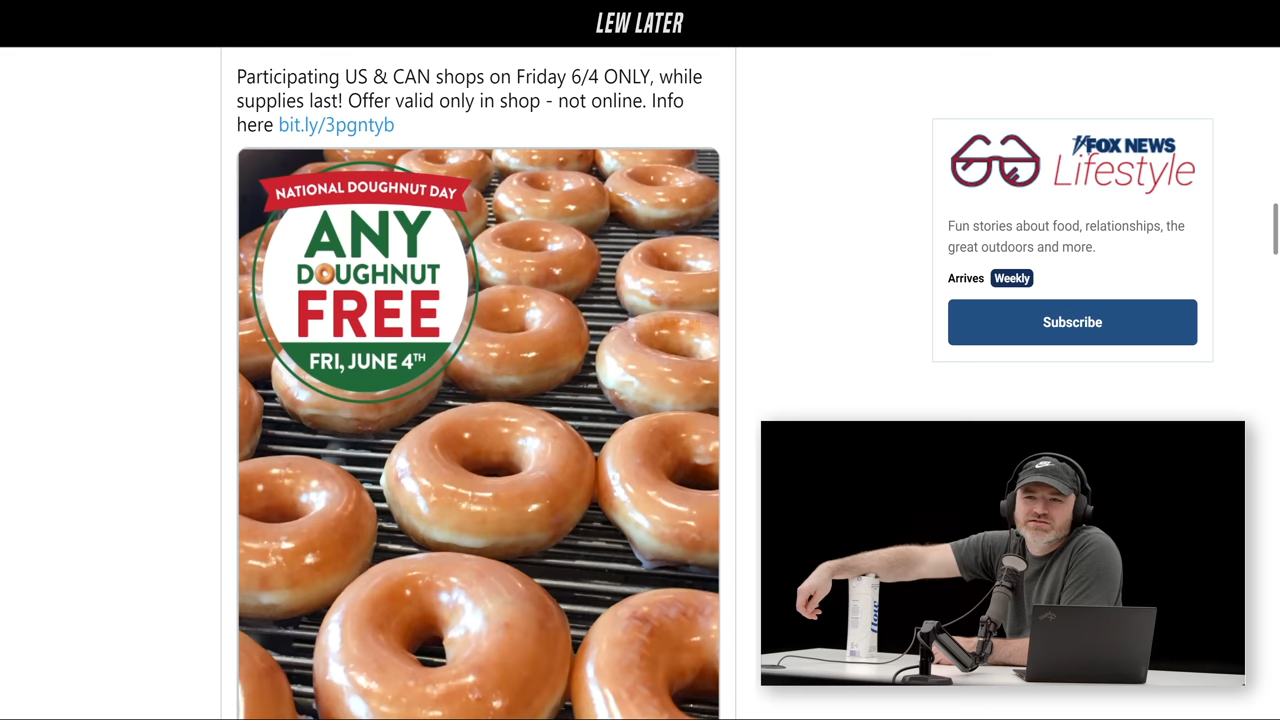 LEW LATER
Participating US & CAN shops on Friday 6/4 ONLY, while
supplies last! Offer valid only in shop - not online. Info
here bit.ly/3pgntyb
NATIONAL DOUGHNUT DAY
ANY
DOUGHNUT
FREE
FRI, JUNE 4TH
FOX NEWS
Lifestyle
Fun stories about food, relationships, the
great outdoors and more.
Arrives Weekly
Subscribe
flow